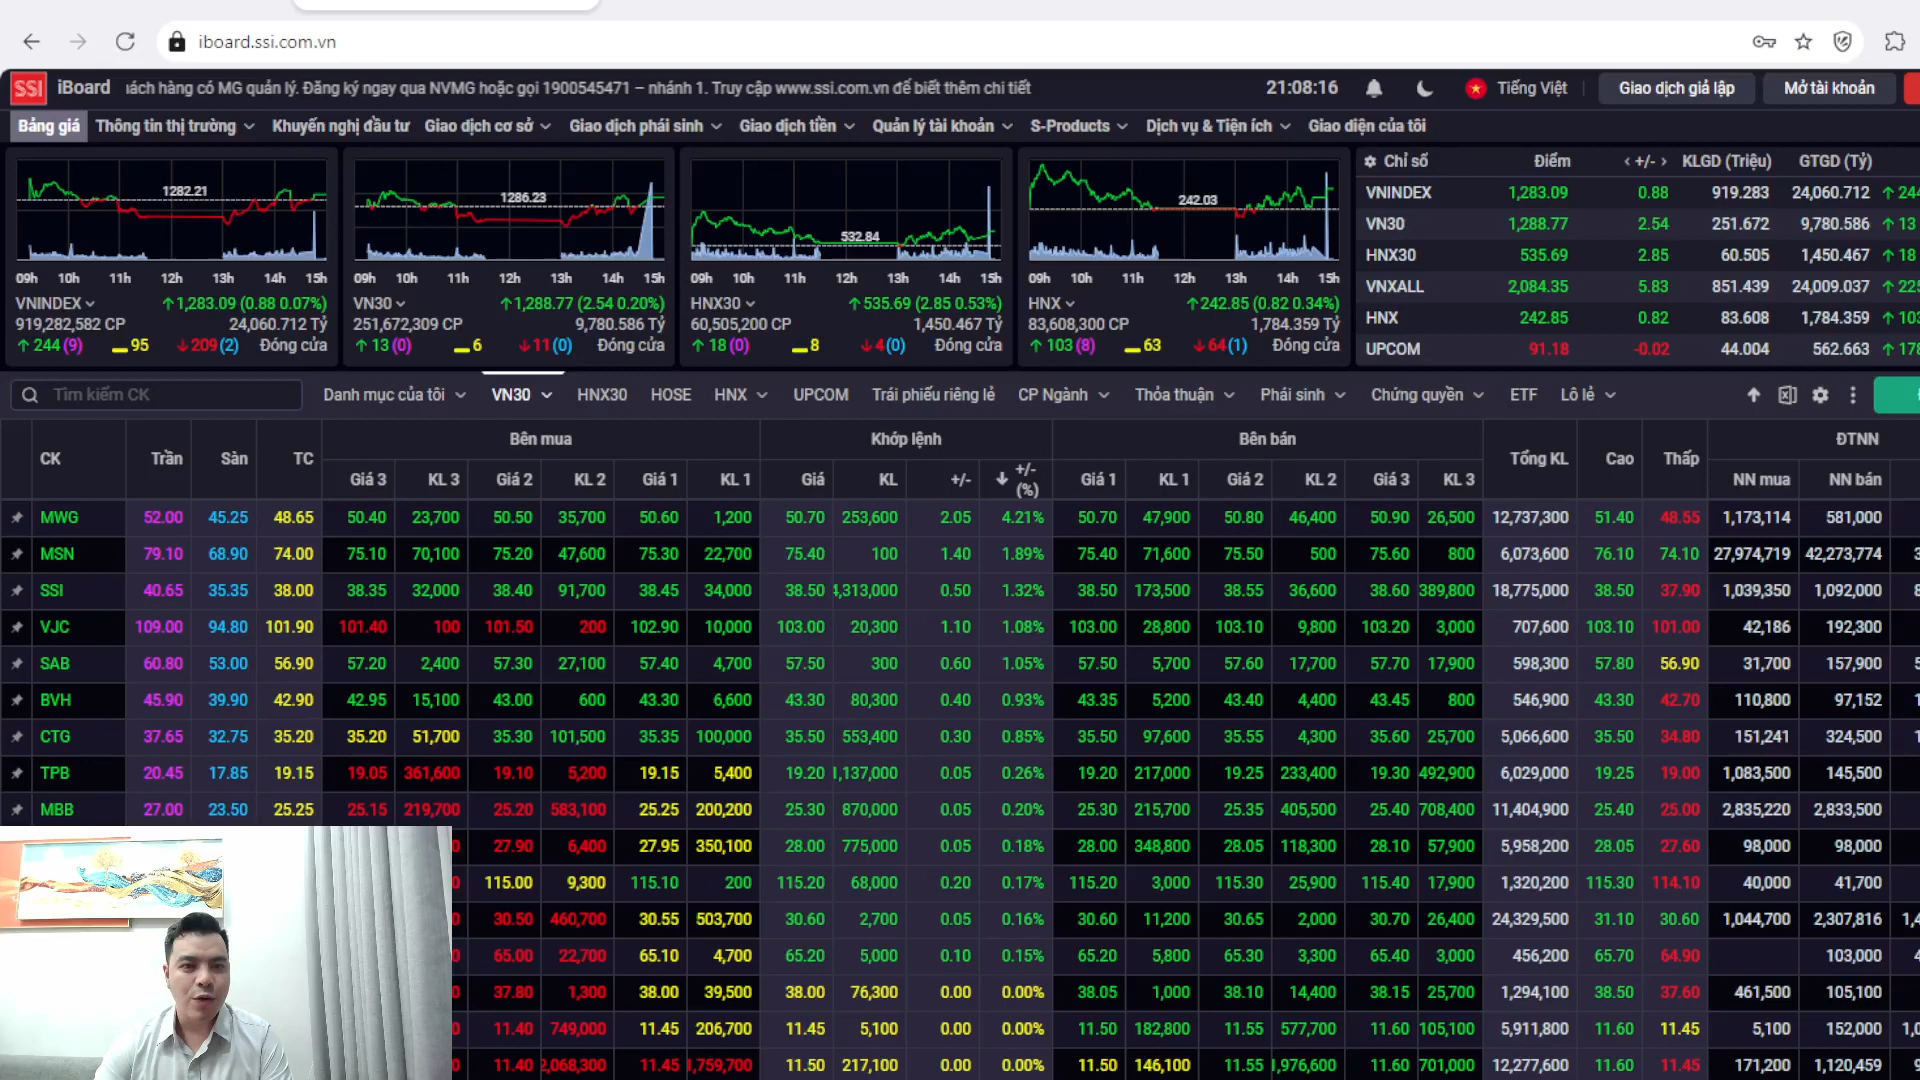 iboard.ssi.com.vn
SSI iBoard hách hàng có MG quản lý. Đăng ký ngay qua NVMG hoặc gọi 1900545471 – nhánh 1. Truy cập www.ssi.com.vn để biết thêm chi tiết 21:08:16 Tiếng Việt Giao dịch giả lập Mở tài khoản
Bảng giá Thông tin thị trường Khuyến nghị đầu tư Giao dịch cơ sở Giao dịch phái sinh Giao dịch tiền Quản lý tài khoản S-Products Dịch vụ & Tiện ích Giao diện của tôi
1282.21
09h 10h 11h 12h 13h 14h 15h
VNINDEX 1,283.09 (0.88 0.07%)
919,282,582 CP 24,060.712 Tỷ
244 (9) 95 209 (2) Đóng cửa
1286.23
09h 10h 11h 12h 13h 14h 15h
VN30 1,288.77 (2.54 0.20%)
251,672,309 CP 9,780.586 Tỷ
13 (0) 6 11 (0) Đóng cửa
532.84
09h 10h 11h 12h 13h 14h 15h
HNX30 535.69 (2.85 0.53%)
60,505,200 CP 1,450.467 Tỷ
18 (0) 8 4 (0) Đóng cửa
242.03
09h 10h 11h 12h 13h 14h 15h
HNX 242.85 (0.82 0.34%)
83,608,300 CP 1,784.359 Tỷ
103 (8) 63 64 (1) Đóng cửa
Chỉ số Điểm ‹ +/- › KLGD (Triệu) GTGD (Tỷ)
VNINDEX 1,283.09 0.88 919.283 24,060.712 244
VN30 1,288.77 2.54 251.672 9,780.586 13
HNX30 535.69 2.85 60.505 1,450.467 18
VNXALL 2,084.35 5.83 851.439 24,009.037 225
HNX 242.85 0.82 83.608 1,784.359 103
UPCOM 91.18 -0.02 44.004 562.663 178
Tìm kiếm CK Danh mục của tôi VN30 HNX30 HOSE HNX UPCOM Trái phiếu riêng lẻ CP Ngành Thỏa thuận Phái sinh Chứng quyền ETF Lô lẻ
CK Trần Sàn TC Bên mua Khớp lệnh Bên bán Tổng KL Cao Thấp ĐTNN
Giá 3 KL 3 Giá 2 KL 2 Giá 1 KL 1 Giá KL +/- +/- (%) Giá 1 KL 1 Giá 2 KL 2 Giá 3 KL 3 NN mua NN bán
MWG 52.00 45.25 48.65 50.40 23,700 50.50 35,700 50.60 1,200 50.70 253,600 2.05 4.21% 50.70 47,900 50.80 46,400 50.90 26,500 12,737,300 51.40 48.55 1,173,114 581,000
MSN 79.10 68.90 74.00 75.10 70,100 75.20 47,600 75.30 22,700 75.40 100 1.40 1.89% 75.40 71,600 75.50 500 75.60 800 6,073,600 76.10 74.10 27,974,719 42,273,774
SSI 40.65 35.35 38.00 38.35 32,000 38.40 91,700 38.45 34,000 38.50 4,313,000 0.50 1.32% 38.50 173,500 38.55 36,600 38.60 389,800 18,775,000 38.50 37.90 1,039,350 1,092,000
VJC 109.00 94.80 101.90 101.40 100 101.50 200 102.90 10,000 103.00 20,300 1.10 1.08% 103.00 28,800 103.10 9,800 103.20 3,000 707,600 103.10 101.00 42,186 192,300
SAB 60.80 53.00 56.90 57.20 2,400 57.30 27,100 57.40 4,700 57.50 300 0.60 1.05% 57.50 5,700 57.60 17,700 57.70 17,900 598,300 57.80 56.90 31,700 157,900
BVH 45.90 39.90 42.90 42.95 15,100 43.00 600 43.30 6,600 43.30 80,300 0.40 0.93% 43.35 5,200 43.40 4,400 43.45 800 546,900 43.30 42.70 110,800 97,152
CTG 37.65 32.75 35.20 35.20 51,700 35.30 101,500 35.35 100,000 35.50 553,400 0.30 0.85% 35.50 97,600 35.55 4,300 35.60 25,700 5,066,600 35.50 34.80 151,241 324,500
TPB 20.45 17.85 19.15 19.05 361,600 19.10 5,200 19.15 5,400 19.20 1,137,000 0.05 0.26% 19.20 217,000 19.25 233,400 19.30 492,900 6,029,000 19.25 19.00 1,083,500 145,500
MBB 27.00 23.50 25.25 25.15 219,700 25.20 583,100 25.25 200,200 25.30 870,000 0.05 0.20% 25.30 215,700 25.35 405,500 25.40 708,400 11,404,900 25.40 25.00 2,835,220 2,833,500
27.90 6,400 27.95 350,100 28.00 775,000 0.05 0.18% 28.00 348,800 28.05 118,300 28.10 57,900 5,958,200 28.05 27.60 98,000 98,000
115.00 9,300 115.10 200 115.20 68,000 0.20 0.17% 115.20 3,000 115.30 25,900 115.40 17,900 1,320,200 115.30 114.10 40,000 41,700
30.50 460,700 30.55 503,700 30.60 2,700 0.05 0.16% 30.60 11,200 30.65 2,000 30.70 26,400 24,329,500 31.10 30.60 1,044,700 2,307,816
65.00 22,700 65.10 4,700 65.20 5,000 0.10 0.15% 65.20 5,800 65.30 3,300 65.40 3,000 456,200 65.70 64.90 103,000
37.80 1,300 38.00 39,500 38.00 76,300 0.00 0.00% 38.05 1,000 38.10 14,400 38.15 25,700 1,294,100 38.50 37.60 461,500 105,100
11.40 749,000 11.45 206,700 11.45 5,100 0.00 0.00% 11.50 182,800 11.55 577,700 11.60 105,100 5,911,800 11.60 11.45 5,100 152,000
11.40 2,068,300 11.45 1,759,700 11.50 217,100 0.00 0.00% 11.50 146,100 11.55 1,976,600 11.60 701,000 12,277,600 11.60 11.45 171,200 1,120,459